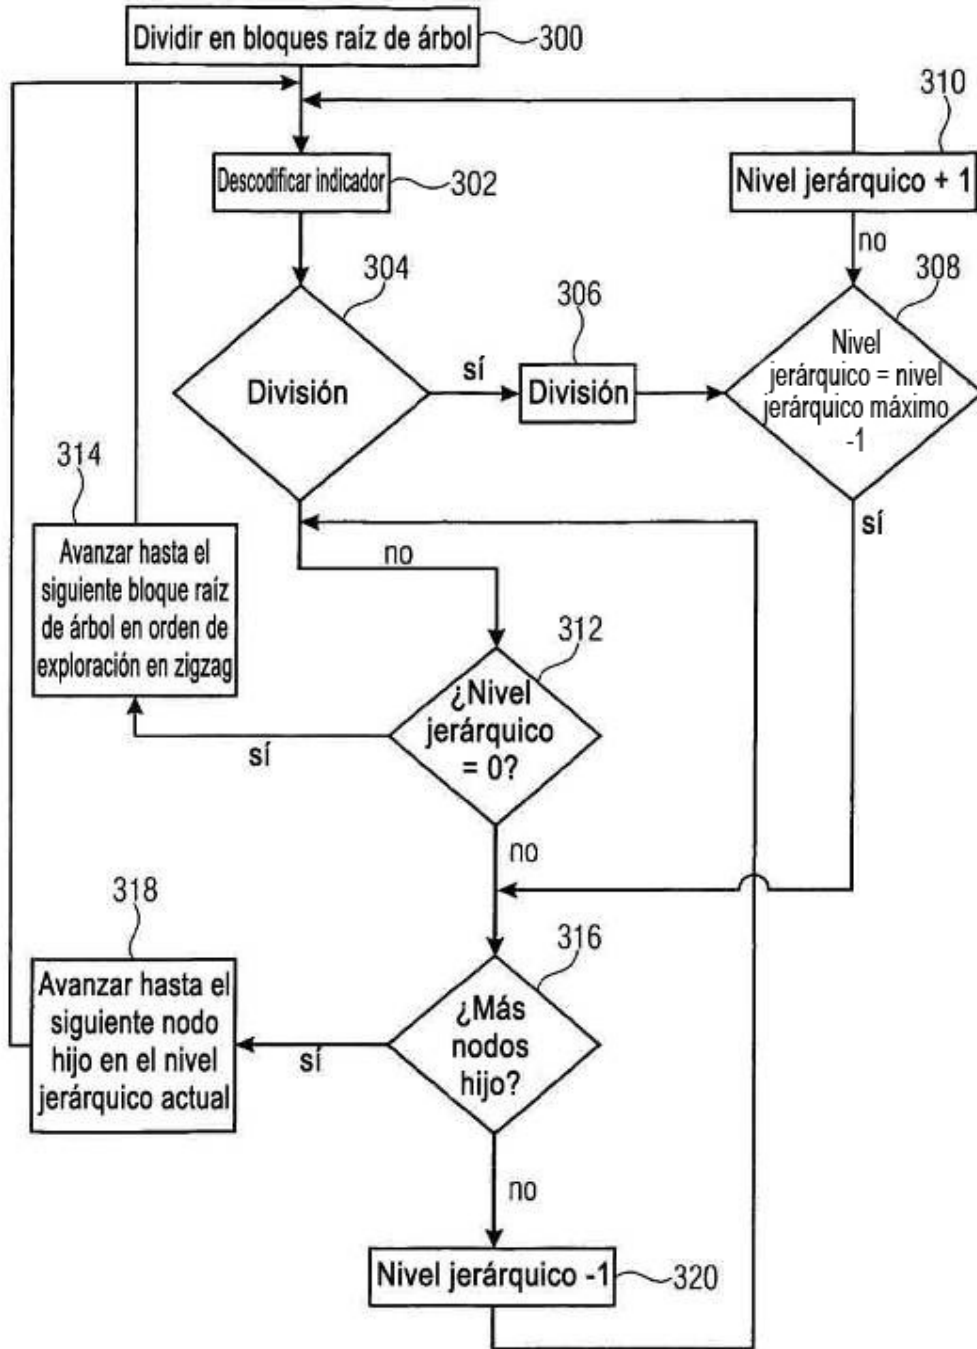 Dividir en bloques raíz de árbol
300
310
Descodificar indicador
302
Nivel jerárquico + 1
no
304
308
306
División
sí
División
Nivel
jerárquico = nivel
jerárquico máximo
-1
314
sí
Avanzar hasta el
siguiente bloque raíz
de árbol en orden de
exploración en zigzag
no
312
¿Nivel
jerárquico
= 0?
sí
no
318
316
Avanzar hasta el
siguiente nodo
hijo en el nivel
jerárquico actual
¿Más
nodos
hijo?
sí
no
Nivel jerárquico -1
320